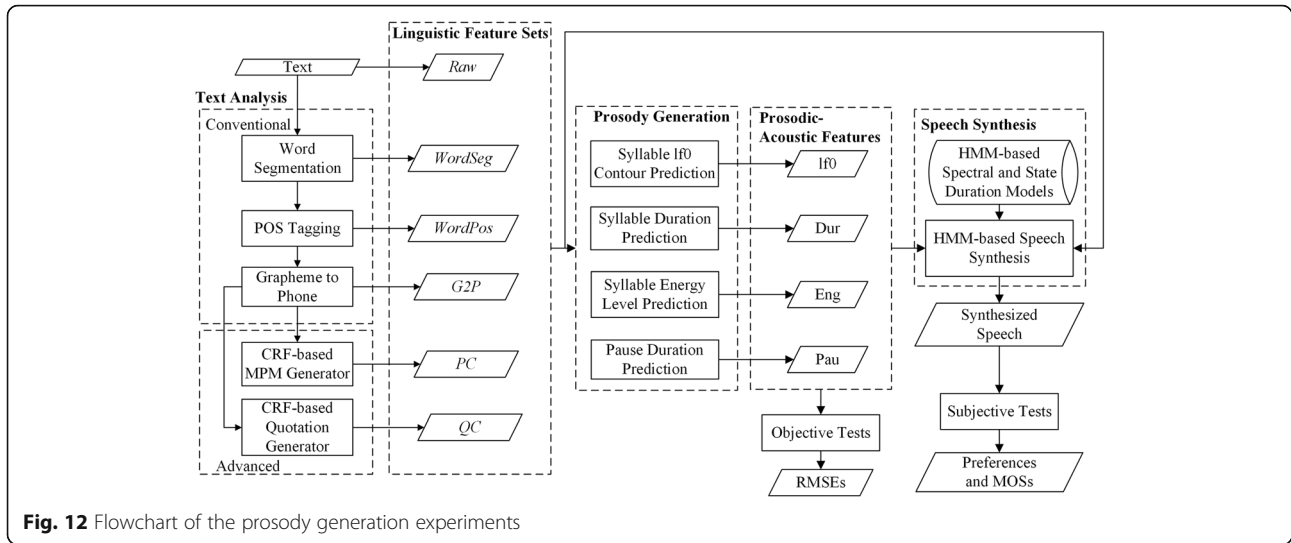 Linguistic Feature Sets
Text
Raw
Text Analysis
Conventional
Word
Segmentation
WordSeg
POS Tagging
WordPos
Grapheme to
Phone
G2P
CRF-based
MPM Generator
PC
CRF-based
Quotation
Generator
QC
Advanced
Prosody Generation
Syllable lf0
Contour Prediction
Syllable Duration
Prediction
Syllable Energy
Level Prediction
Pause Duration
Prediction
Prosodic-
Acoustic Features
lf0
Dur
Eng
Pau
Objective Tests
RMSEs
Speech Synthesis
HMM-based
Spectral and State
Duration Models
HMM-based Speech
Synthesis
Synthesized
Speech
Subjective Tests
Preferences
and MOSs
Fig. 12 Flowchart of the prosody generation experiments